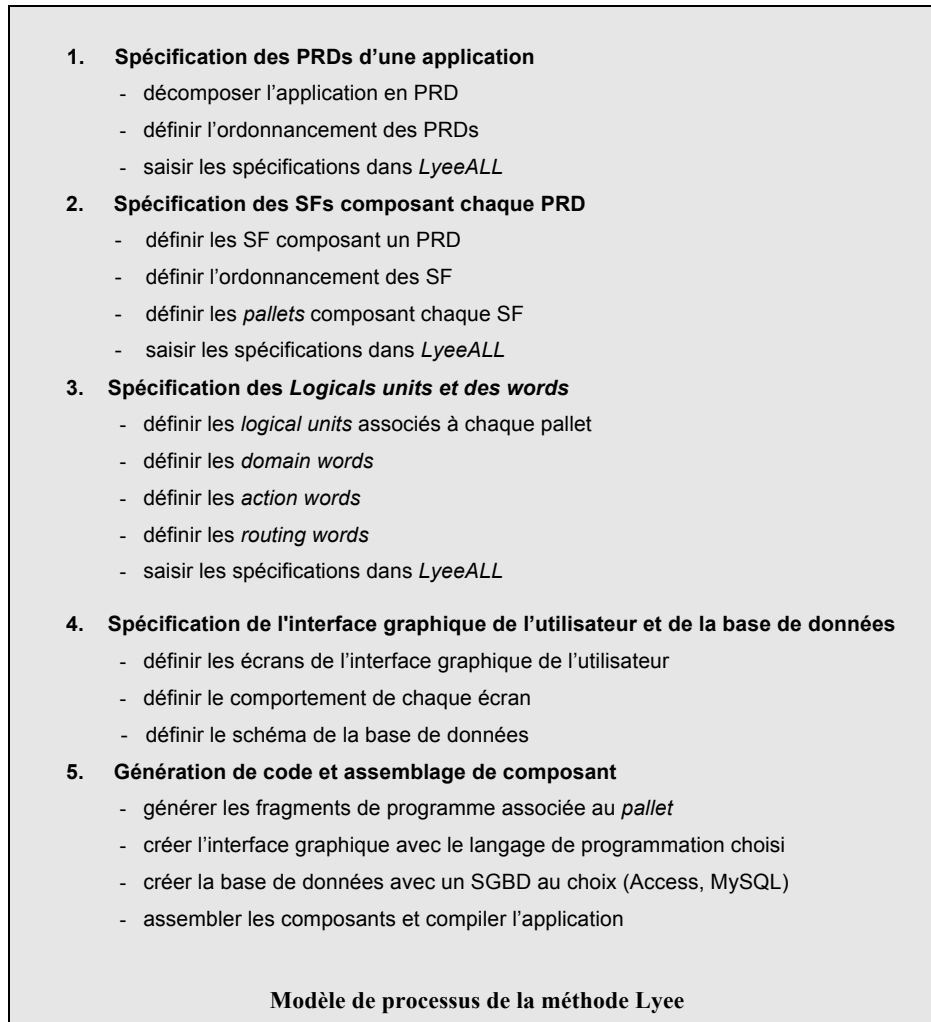 1. Spécification des PRDs d’une application
- décomposer l’application en PRD
- définir l’ordonnancement des PRDs
- saisir les spécifications dans LyeeALL
2. Spécification des SFs composant chaque PRD
- définir les SF composant un PRD
- définir l’ordonnancement des SF
- définir les pallets composant chaque SF
- saisir les spécifications dans LyeeALL
3. Spécification des Logicals units et des words
- définir les logical units associés à chaque pallet
- définir les domain words
- définir les action words
- définir les routing words
- saisir les spécifications dans LyeeALL
4. Spécification de l'interface graphique de l’utilisateur et de la base de données
- définir les écrans de l’interface graphique de l’utilisateur
- définir le comportement de chaque écran
- définir le schéma de la base de données
5. Génération de code et assemblage de composant
- générer les fragments de programme associée au pallet
- créer l’interface graphique avec le langage de programmation choisi
- créer la base de données avec un SGBD au choix (Access, MySQL)
- assembler les composants et compiler l’application
Modèle de processus de la méthode Lyee